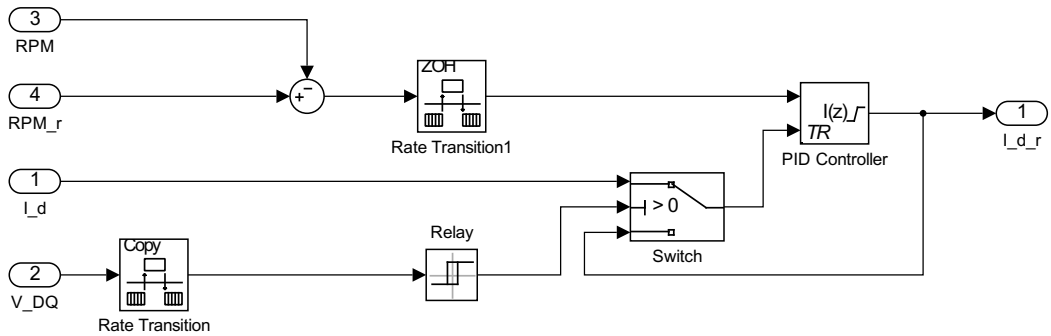 3
RPM
4
RPM_r
+
−
ZOH
Rate Transition1
I(z)
TR
PID Controller
1
I_d_r
1
I_d
> 0
Switch
Relay
2
V_DQ
Copy
Rate Transition